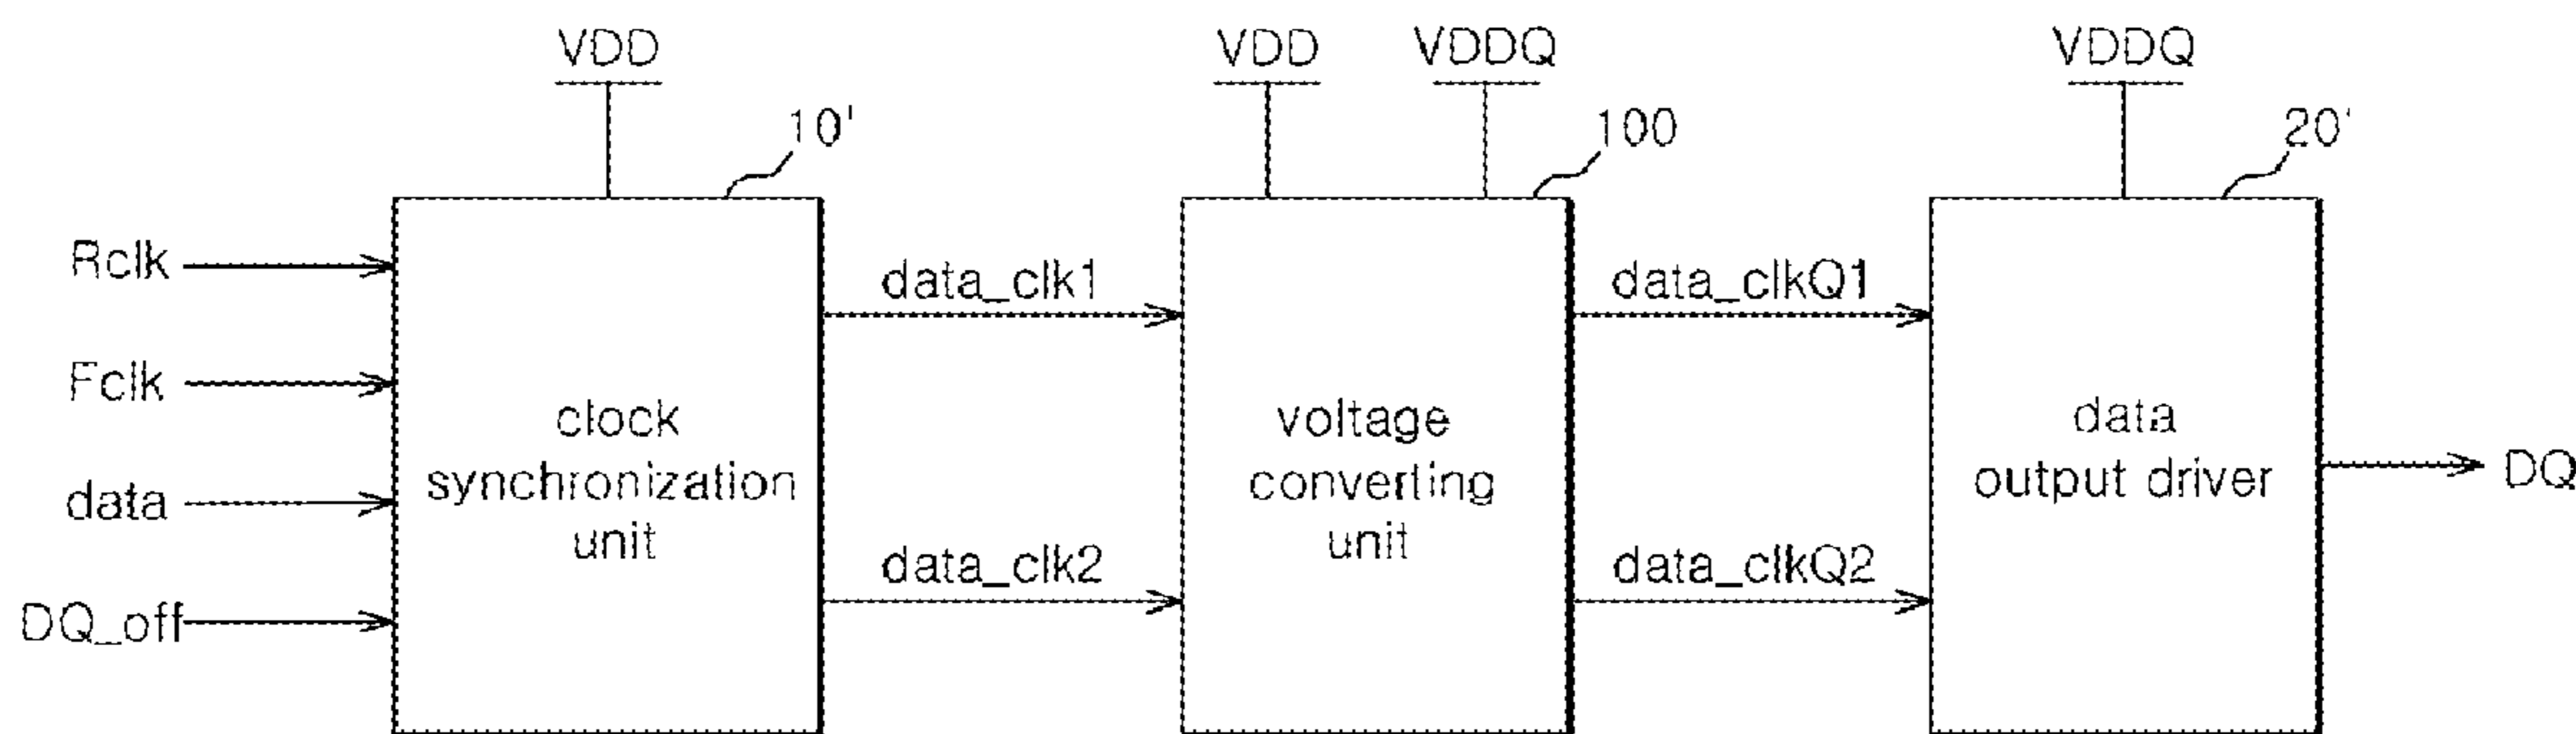 VDD
VDD
VDDQ
VDDQ
10'
100
20'
Rclk
Fclk
data
DQ_off
clock
synchronization
unit
data_clk1
data_clk2
voltage
converting
unit
data_clkQ1
data_clkQ2
data
output driver
DQ